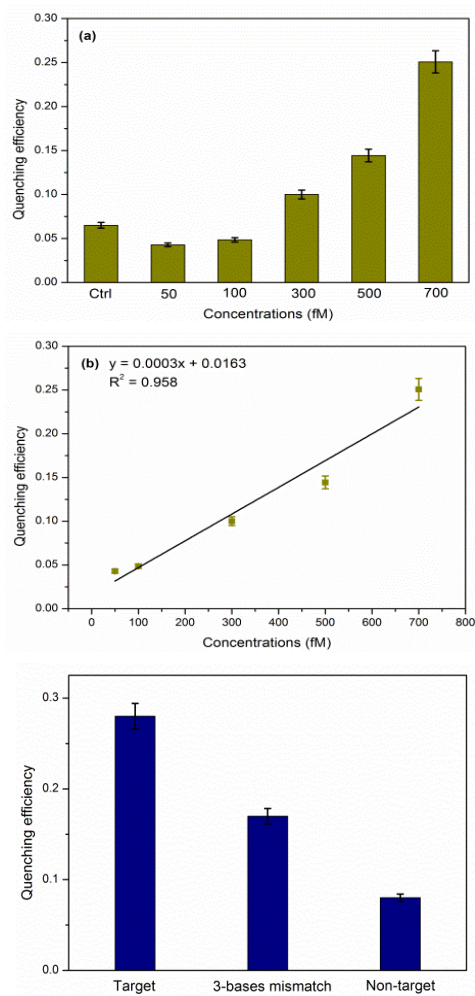 (a)
0.30
0.25
0.20
0.15
0.10
0.05
0.00
Quenching efficiency
Ctrl 50 100 300 500 700
Concentrations (fM)
(b) y = 0.0003x + 0.0163
R² = 0.958
0.30
0.25
0.20
0.15
0.10
0.05
0.00
Quenching efficiency
0 100 200 300 400 500 600 700 800
Concentrations (fM)
0.3
0.2
0.1
0.0
Quenching efficiency
Target 3-bases mismatch Non-target